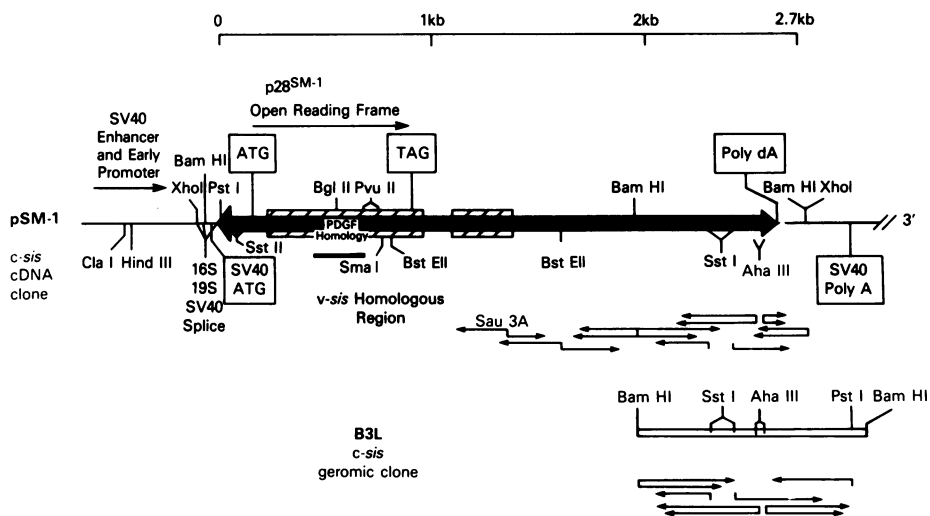 0 1kb 2kb 2.7kb
p28SM-1
Open Reading Frame
SV40
Enhancer
and Early
Promoter
Bam HI
ATG
TAG
Poly dA
XhoI Pst I
Bgl II
Pvu II
Bam HI
Bam HI XhoI
pSM-1
PDGF
Homology
3'
c-sis
cDNA
clone
Cla I Hind III
16S
19S
SV40
Splice
Sst II
SV40
ATG
Sma I
Bst EII
Bst EII
Sst I
Aha III
SV40
Poly A
v-sis Homologous
Region
Sau 3A
Bam HI Sst I Aha III Pst I Bam HI
B3L
c-sis
geromic clone